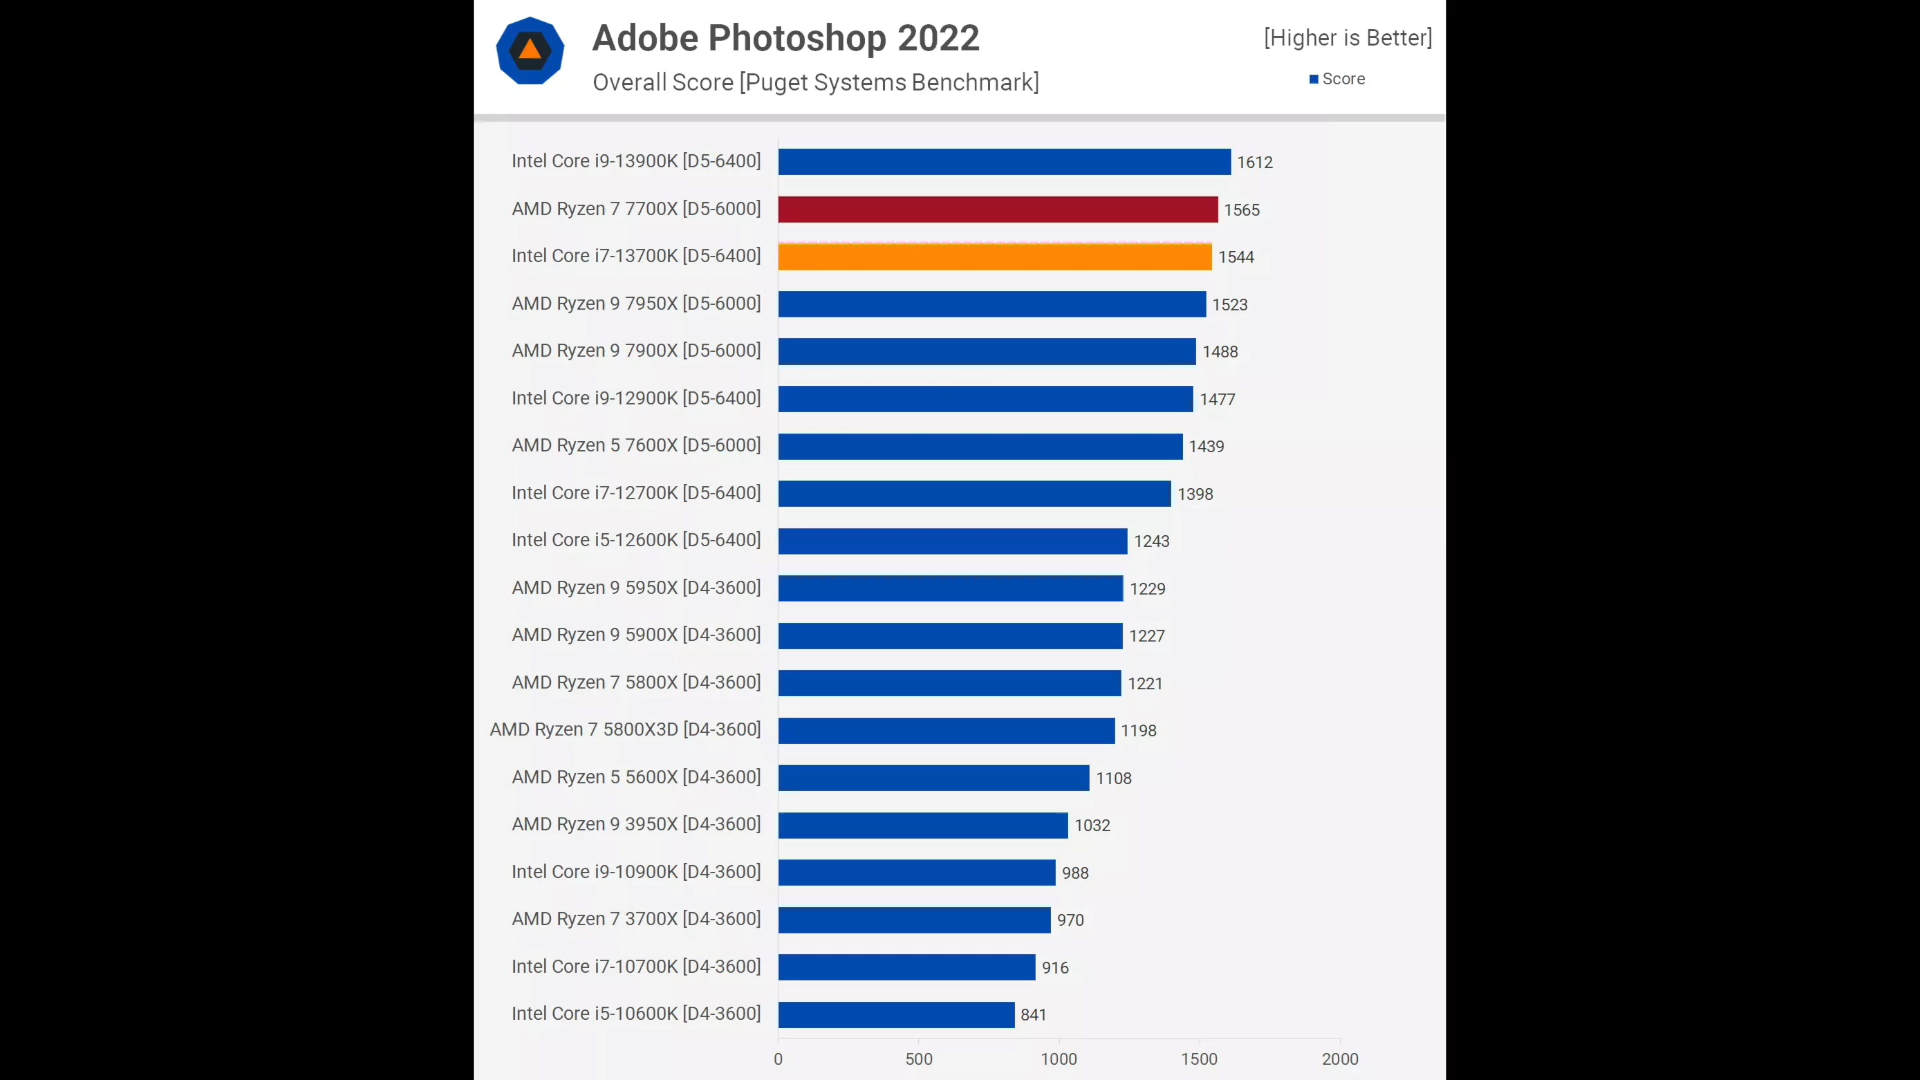 Adobe Photoshop 2022
[Higher is Better]
Overall Score [Puget Systems Benchmark]
Score
Intel Core i9-13900K [D5-6400] 1612
AMD Ryzen 7 7700X [D5-6000] 1565
Intel Core i7-13700K [D5-6400] 1544
AMD Ryzen 9 7950X [D5-6000] 1523
AMD Ryzen 9 7900X [D5-6000] 1488
Intel Core i9-12900K [D5-6400] 1477
AMD Ryzen 5 7600X [D5-6000] 1439
Intel Core i7-12700K [D5-6400] 1398
Intel Core i5-12600K [D5-6400] 1243
AMD Ryzen 9 5950X [D4-3600] 1229
AMD Ryzen 9 5900X [D4-3600] 1227
AMD Ryzen 7 5800X [D4-3600] 1221
AMD Ryzen 7 5800X3D [D4-3600] 1198
AMD Ryzen 5 5600X [D4-3600] 1108
AMD Ryzen 9 3950X [D4-3600] 1032
Intel Core i9-10900K [D4-3600] 988
AMD Ryzen 7 3700X [D4-3600] 970
Intel Core i7-10700K [D4-3600] 916
Intel Core i5-10600K [D4-3600] 841
0 500 1000 1500 2000